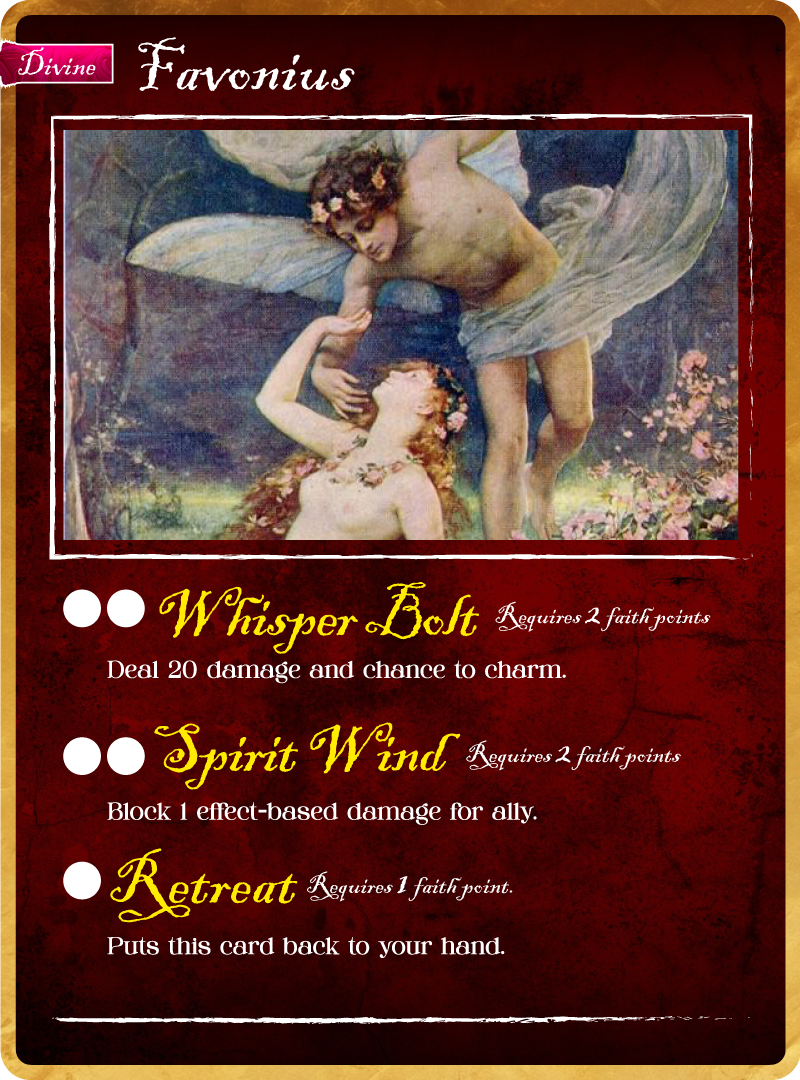 Divine
Favonius
Whisper Bolt Requires 2 faith points
Deal 20 damage and chance to charm.
Spirit Wind Requires 2 faith points
Block 1 effect-based damage for ally.
Retreat Requires 1 faith point.
Puts this card back to your hand.